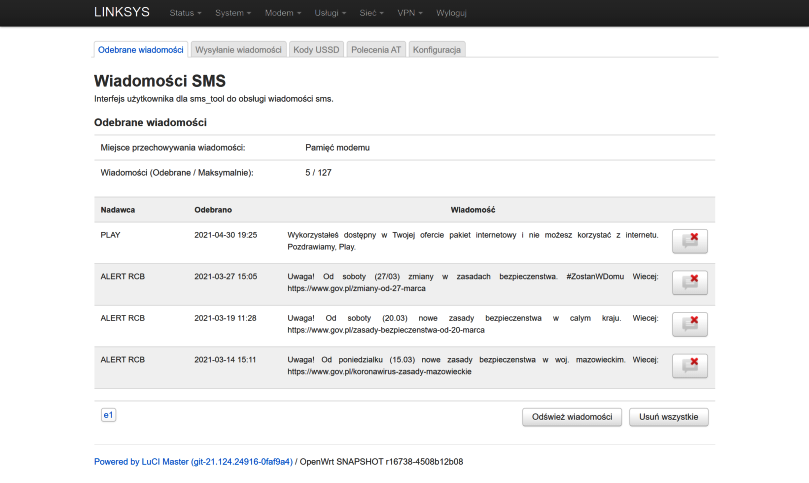 LINKSYS Status System Modem Usługi Sieć VPN Wyloguj
Odebrane wiadomości Wysyłanie wiadomości Kody USSD Polecenia AT Konfiguracja
Wiadomości SMS
Interfejs użytkownika dla sms_tool do obsługi wiadomości sms.
Odebrane wiadomości
Miejsce przechowywania wiadomości: Pamięć modemu
Wiadomości (Odebrane / Maksymalnie): 5 / 127
Nadawca Odebrano Wiadomość
PLAY 2021-04-30 19:25 Wykorzystałeś dostępny w Twojej ofercie pakiet internetowy i nie możesz korzystać z internetu.
Pozdrawiamy, Play.
ALERT RCB 2021-03-27 15:05 Uwaga! Od soboty (27/03) zmiany w zasadach bezpieczenstwa. #ZostanWDomu Wiecej:
https://www.gov.pl/zmiany-od-27-marca
ALERT RCB 2021-03-19 11:28 Uwaga! Od soboty (20.03) nowe zasady bezpieczenstwa w calym kraju. Wiecej:
https://www.gov.pl/zasady-bezpieczenstwa-od-20-marca
ALERT RCB 2021-03-14 15:11 Uwaga! Od poniedzialku (15.03) nowe zasady bezpieczenstwa w woj. mazowieckim. Wiecej:
https://www.gov.pl/koronawirus-zasady-mazowieckie
e1 Odśwież wiadomości Usuń wszystkie
Powered by LuCI Master (git-21.124.24916-0faf9a4) / OpenWrt SNAPSHOT r16738-4508b12b08